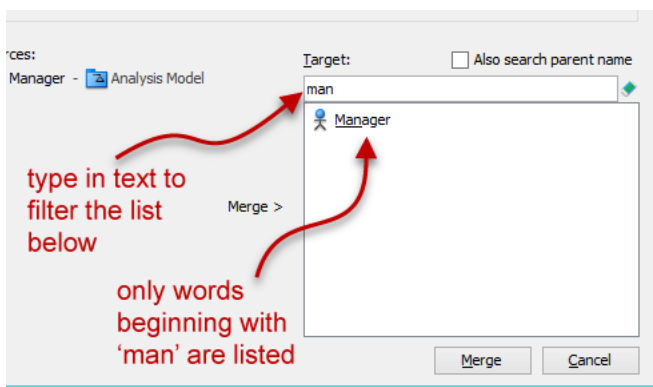 rces:
Target:
Also search parent name
Manager - Analysis Model
man
Manager
type in text to
filter the list
below
Merge >
only words
beginning with
‘man’ are listed
Merge
Cancel